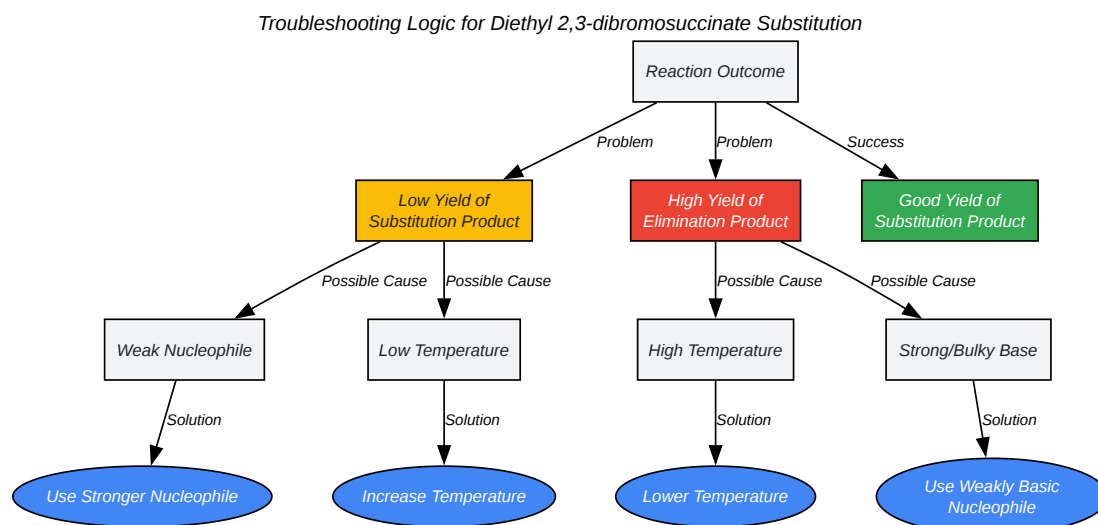 Troubleshooting Logic for Diethyl 2,3-dibromosuccinate Substitution
Reaction Outcome
Problem
Problem
Success
Low Yield of
Substitution Product
High Yield of
Elimination Product
Good Yield of
Substitution Product
Possible Cause
Possible Cause
Possible Cause
Possible Cause
Weak Nucleophile
Low Temperature
High Temperature
Strong/Bulky Base
Solution
Solution
Solution
Solution
Use Stronger Nucleophile
Increase Temperature
Lower Temperature
Use Weakly Basic
Nucleophile